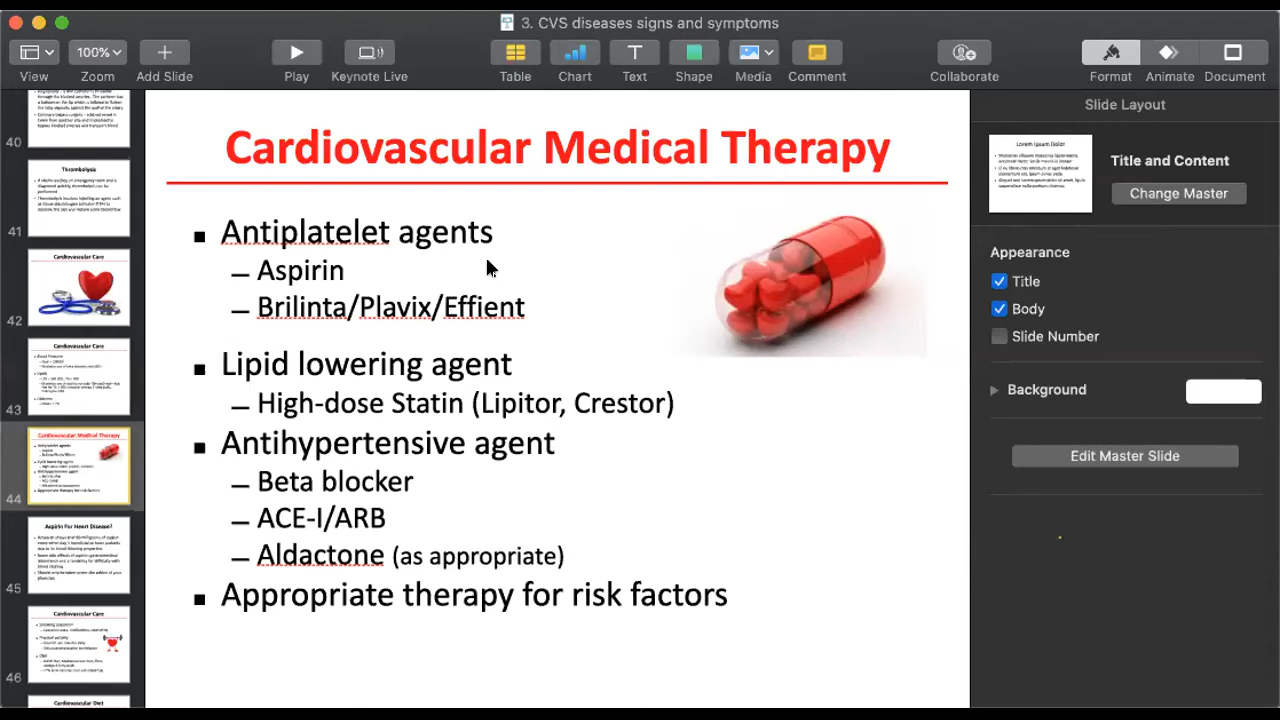 3. CVS diseases signs and symptoms
100%
View
Zoom
Add Slide
Play
Keynote Live
Table
Chart
Text
Shape
Media
Comment
Collaborate
Format
Animate
Document
40
Thrombolysis
41
Cardiovascular Care
42
Cardiovascular Care
43
Cardiovascular Medical Therapy
44
Aspirin For Heart Disease?
45
Cardiovascular Care
46
Cardiovascular Diet
Cardiovascular Medical Therapy
Antiplatelet agents
– Aspirin
– Brilinta/Plavix/Effient
Lipid lowering agent
– High-dose Statin (Lipitor, Crestor)
Antihypertensive agent
– Beta blocker
– ACE-I/ARB
– Aldactone (as appropriate)
Appropriate therapy for risk factors
Slide Layout
Title and Content
Change Master
Appearance
Title
Body
Slide Number
Background
Edit Master Slide